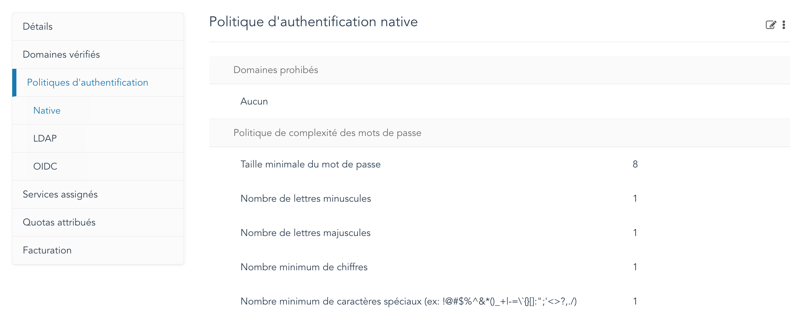 Politique d'authentification native
Détails
Domaines vérifiés
Politiques d'authentification
Native
LDAP
OIDC
Services assignés
Quotas attribués
Facturation
Domaines prohibés
Aucun
Politique de complexité des mots de passe
Taille minimale du mot de passe 8
Nombre de lettres minuscules 1
Nombre de lettres majuscules 1
Nombre minimum de chiffres 1
Nombre minimum de caractères spéciaux (ex: !@#$%^&*()_+|-=\`{}[]:";'<>?,./) 1